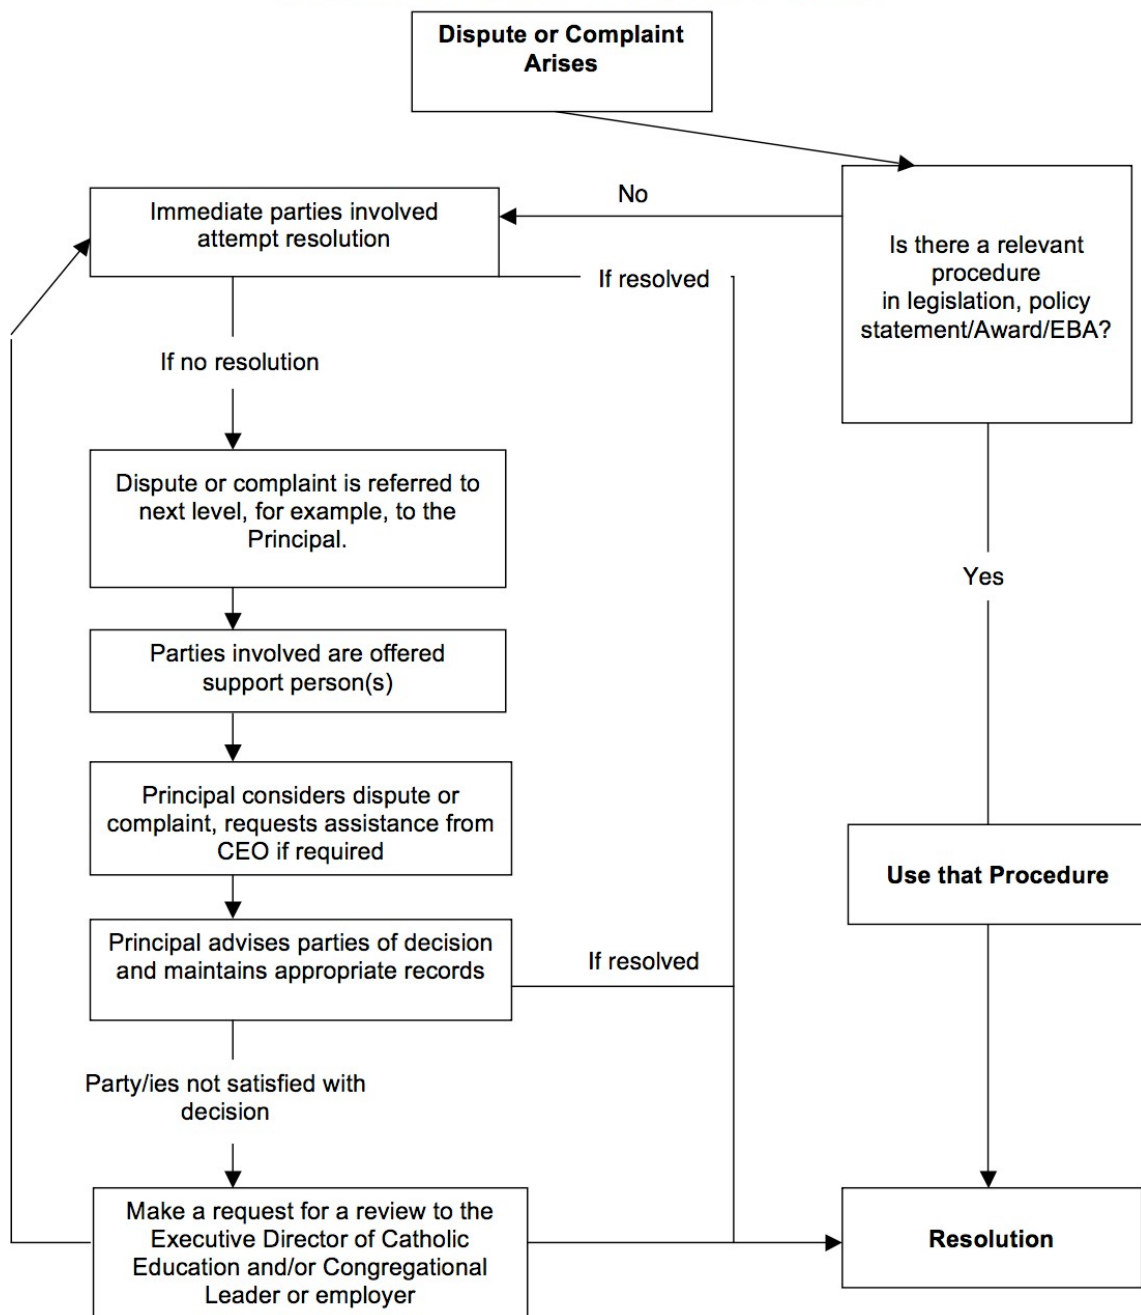 Dispute or Complaint
Arises
No
Immediate parties involved
attempt resolution
Is there a relevant
procedure
in legislation, policy
statement/Award/EBA?
If resolved
If no resolution
Dispute or complaint is referred to
next level, for example, to the
Principal.
Yes
Parties involved are offered
support person(s)
Principal considers dispute or
complaint, requests assistance from
CEO if required
Use that Procedure
Principal advises parties of decision
and maintains appropriate records
If resolved
Party/ies not satisfied with
decision
Make a request for a review to the
Executive Director of Catholic
Education and/or Congregational
Leader or employer
Resolution